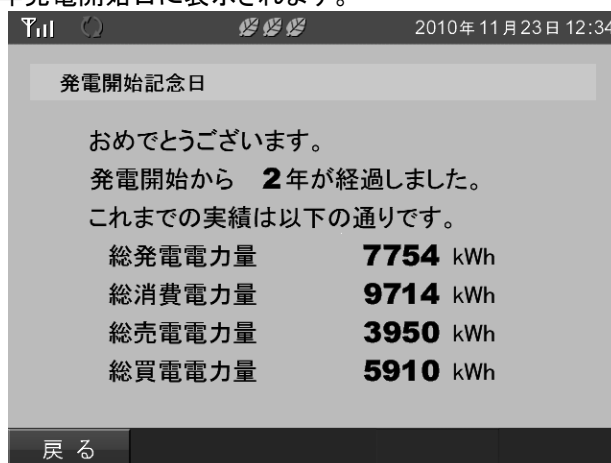 年発電開始日に表示されます。
2010年11月23日 12:34
発電開始記念日
おめでとうございます。
発電開始から 2年が経過しました。
これまでの実績は以下の通りです。
総発電電力量 7754 kWh
総消費電力量 9714 kWh
総売電電力量 3950 kWh
総買電電力量 5910 kWh
戻る